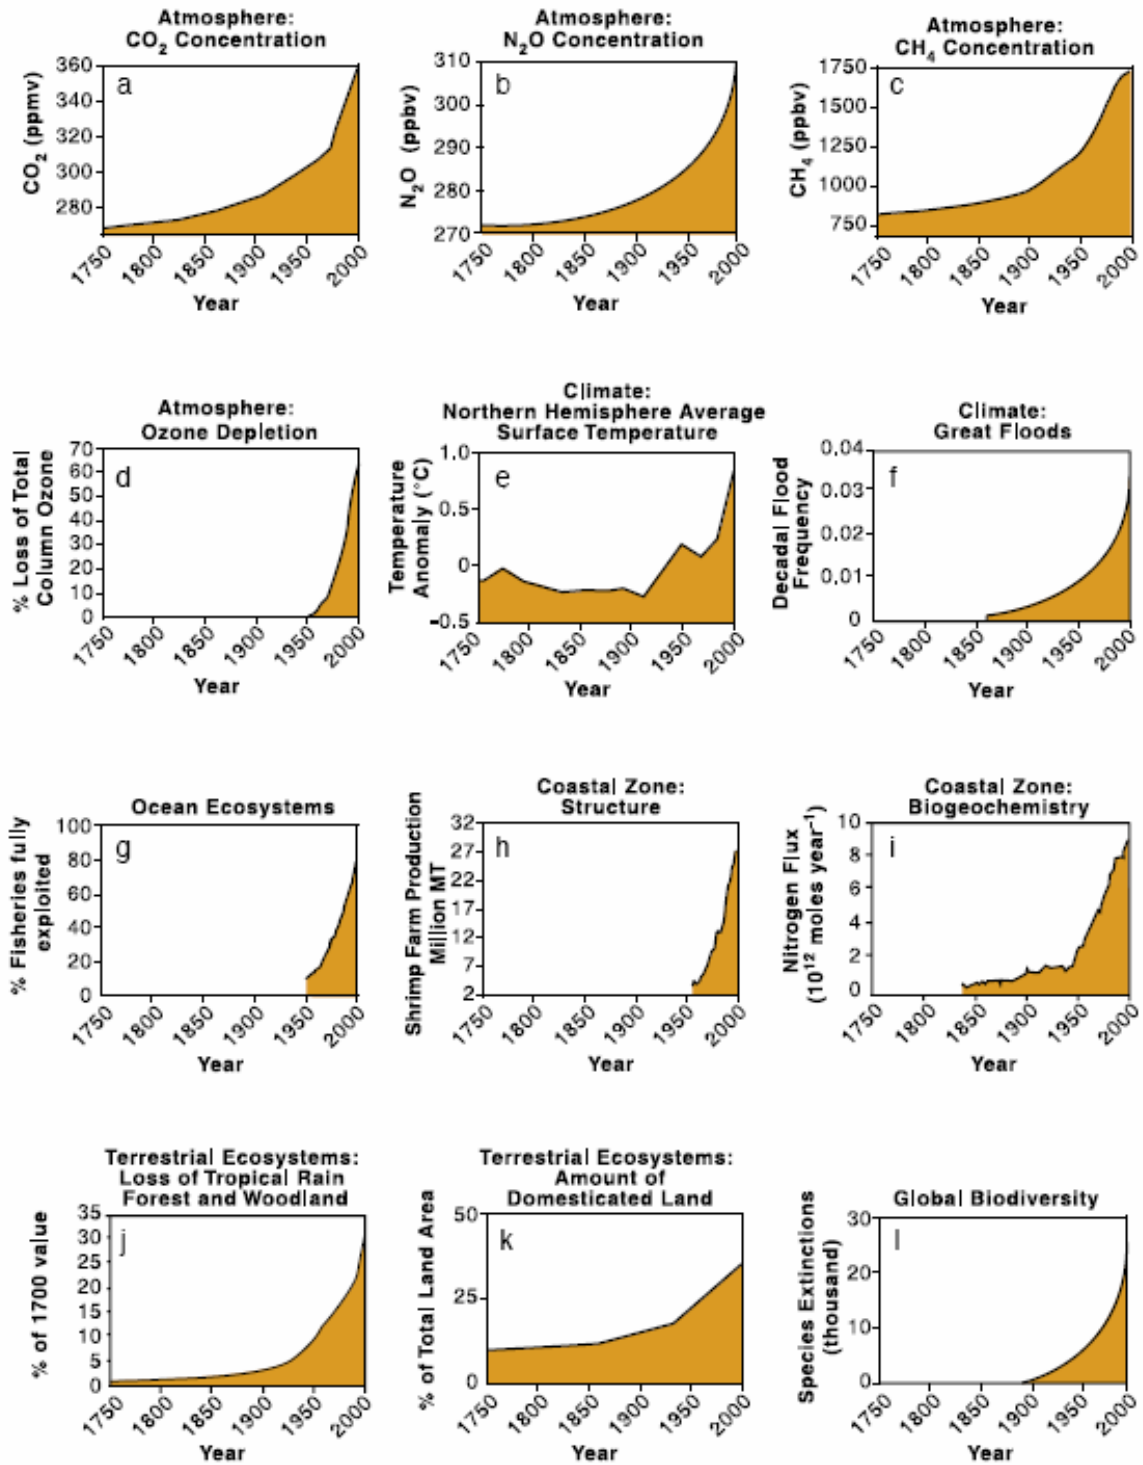 Atmosphere:
CO₂ Concentration
CO₂ (ppmv)
360
340
320
300
280
a
1750
1800
1850
1900
1950
2000
Year
Atmosphere:
N₂O Concentration
N₂O (ppbv)
310
300
290
280
270
b
1750
1800
1850
1900
1950
2000
Year
Atmosphere:
CH₄ Concentration
CH₄ (ppbv)
1750
1500
1250
1000
750
c
1750
1800
1850
1900
1950
2000
Year
Atmosphere:
Ozone Depletion
% Loss of Total
Column Ozone
70
60
50
40
30
20
10
0
d
1750
1800
1850
1900
1950
2000
Year
Climate:
Northern Hemisphere Average
Surface Temperature
Temperature
Anomaly (°C)
1.0
0.5
0
–0.5
e
1750
1800
1850
1900
1950
2000
Year
Climate:
Great Floods
Decadal Flood
Frequency
0.04
0.03
0.02
0.01
0
f
1750
1800
1850
1900
1950
2000
Year
Ocean Ecosystems
% Fisheries fully
exploited
100
80
60
40
20
0
g
1750
1800
1850
1900
1950
2000
Year
Coastal Zone:
Structure
Shrimp Farm Production
Million MT
32
27
22
17
12
7
2
h
1750
1800
1850
1900
1950
2000
Year
Coastal Zone:
Biogeochemistry
Nitrogen Flux
(10¹² moles year⁻¹)
10
8
6
4
2
0
i
1750
1800
1850
1900
1950
2000
Year
Terrestrial Ecosystems:
Loss of Tropical Rain
Forest and Woodland
% of 1700 value
35
30
25
20
15
10
5
0
j
1750
1800
1850
1900
1950
2000
Year
Terrestrial Ecosystems:
Amount of
Domesticated Land
% of Total Land Area
50
25
0
k
1750
1800
1850
1900
1950
2000
Year
Global Biodiversity
Species Extinctions
(thousand)
30
20
10
0
l
1750
1800
1850
1900
1950
2000
Year